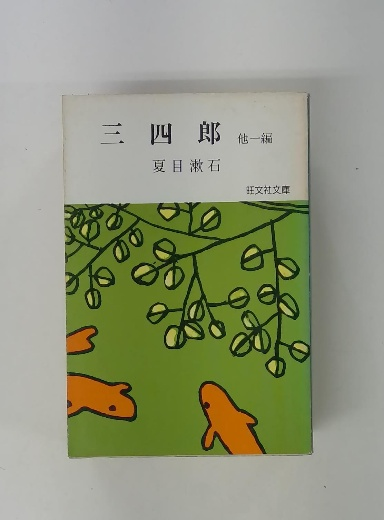 三四郎 他一編
夏目漱石
旺文社文庫